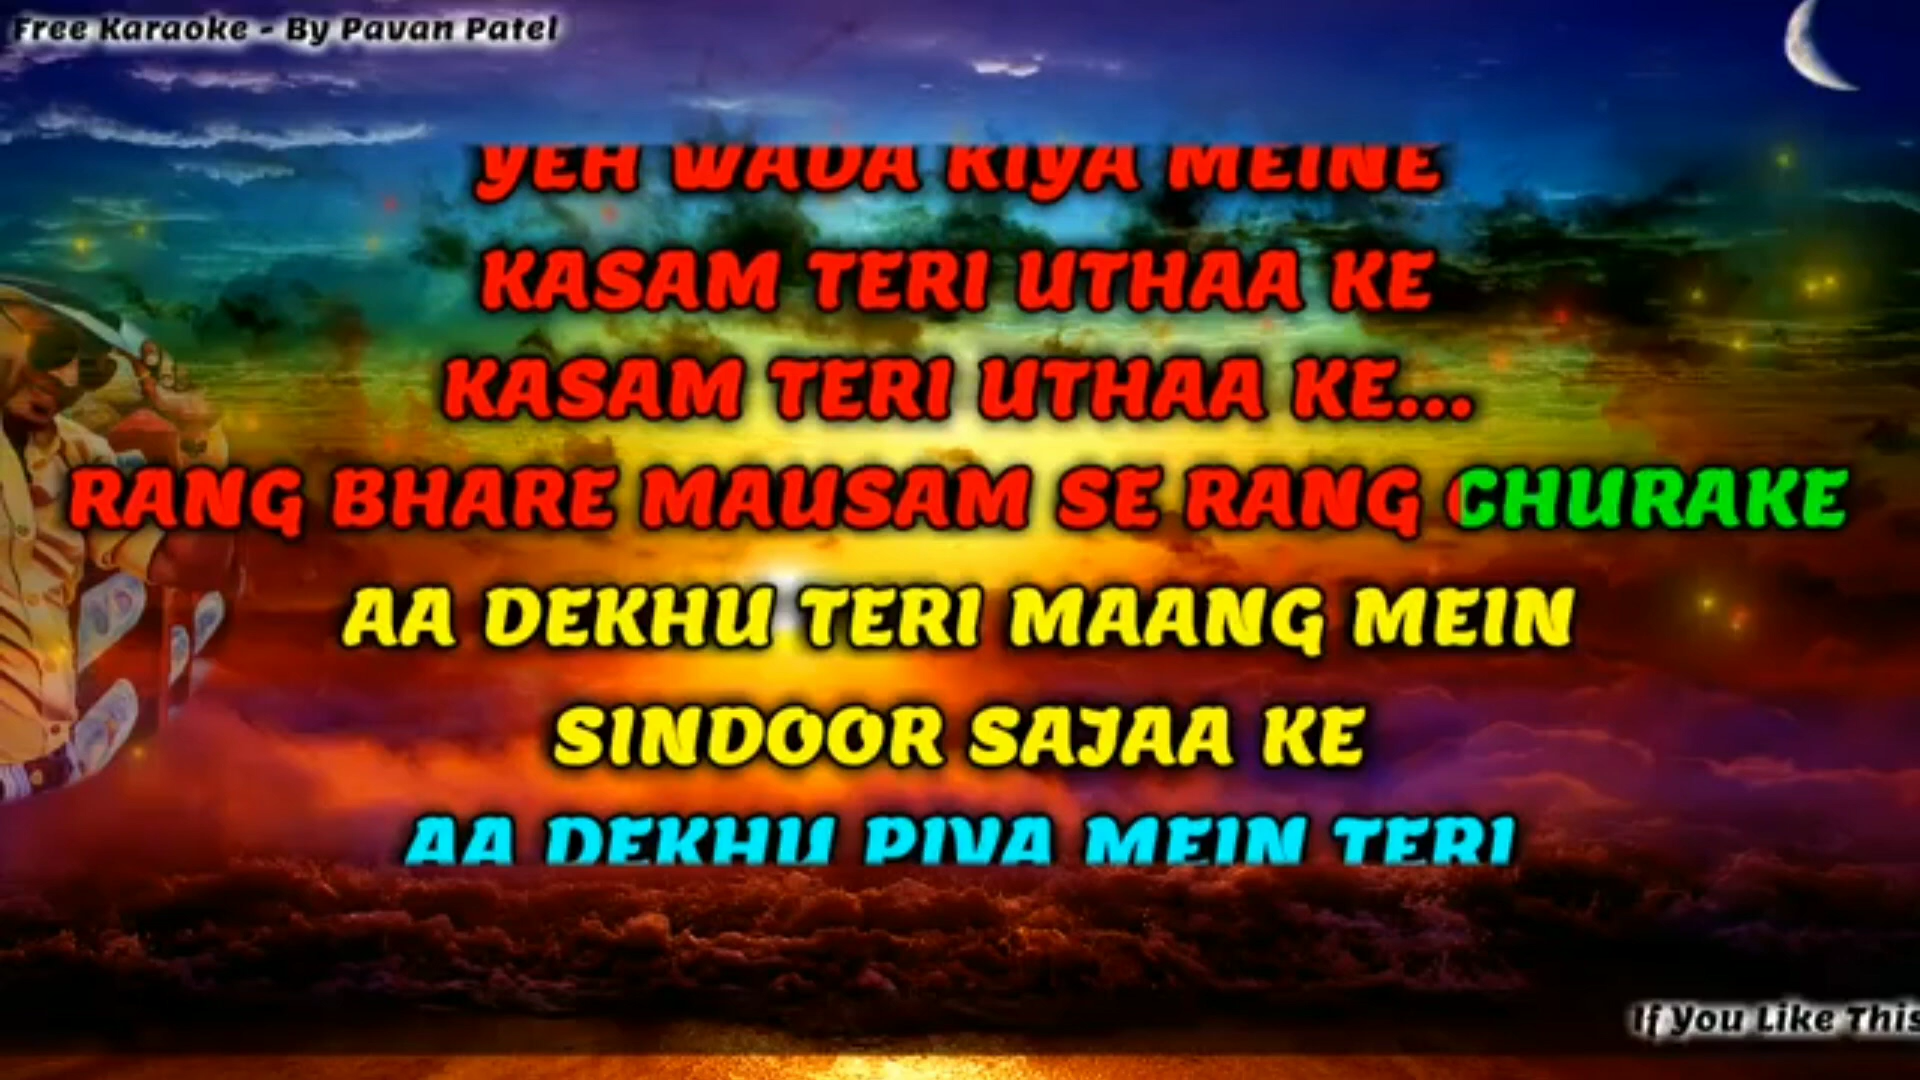 Free Karaoke - By Pavan Patel
YEH WADA KIYA MEINE
KASAM TERI UTHAA KE
KASAM TERI UTHAA KE...
RANG BHARE MAUSAM SE RANG CHURAKE
AA DEKHU TERI MAANG MEIN
SINDOOR SAJAA KE
AA DEKHU PIYA MEIN TERI
If You Like This